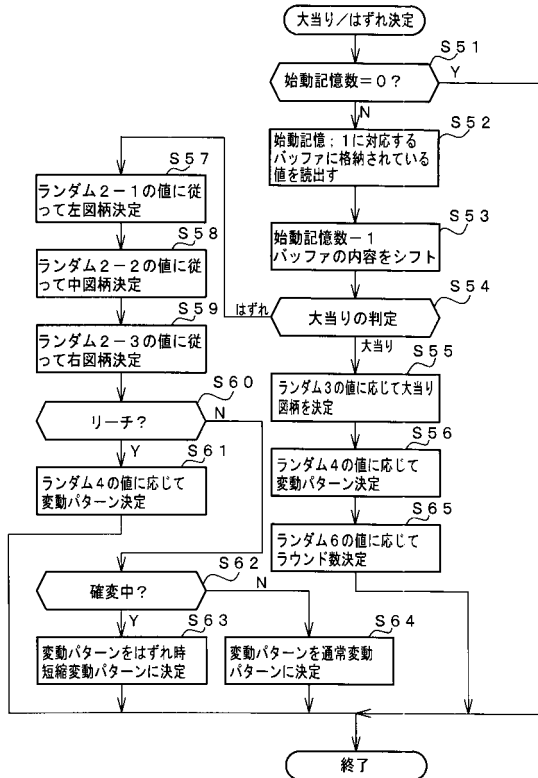 大当り／はずれ決定
S51
始動記憶数＝0？
Y
N
S52
始動記憶：1に対応する
バッファに格納されている
値を読出す
S53
始動記憶数－1
バッファの内容をシフト
S54
大当りの判定
はずれ
大当り
S55
ランダム3の値に応じて大当り
図柄を決定
S56
ランダム4の値に応じて
変動パターン決定
S65
ランダム6の値に応じて
ラウンド数決定
S57
ランダム2－1の値に従
って左図柄決定
S58
ランダム2－2の値に従
って中図柄決定
S59
ランダム2－3の値に従
って右図柄決定
S60
リーチ？
N
Y
S61
ランダム4の値に応じて
変動パターン決定
S62
確変中？
N
Y
S63
変動パターンをはずれ時
短縮変動パターンに決定
S64
変動パターンを通常変動
パターンに決定
終了